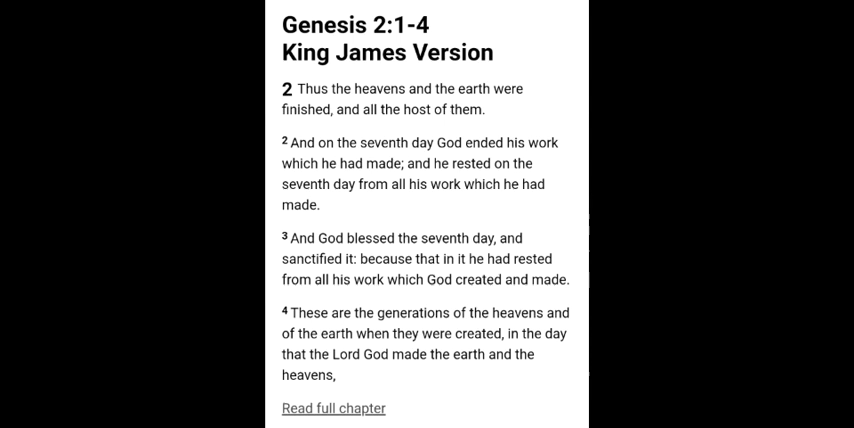 Genesis 2:1-4
King James Version
2 Thus the heavens and the earth were
finished, and all the host of them.
2 And on the seventh day God ended his work
which he had made; and he rested on the
seventh day from all his work which he had
made.
3 And God blessed the seventh day, and
sanctified it: because that in it he had rested
from all his work which God created and made.
4 These are the generations of the heavens and
of the earth when they were created, in the day
that the Lord God made the earth and the
heavens,
Read full chapter